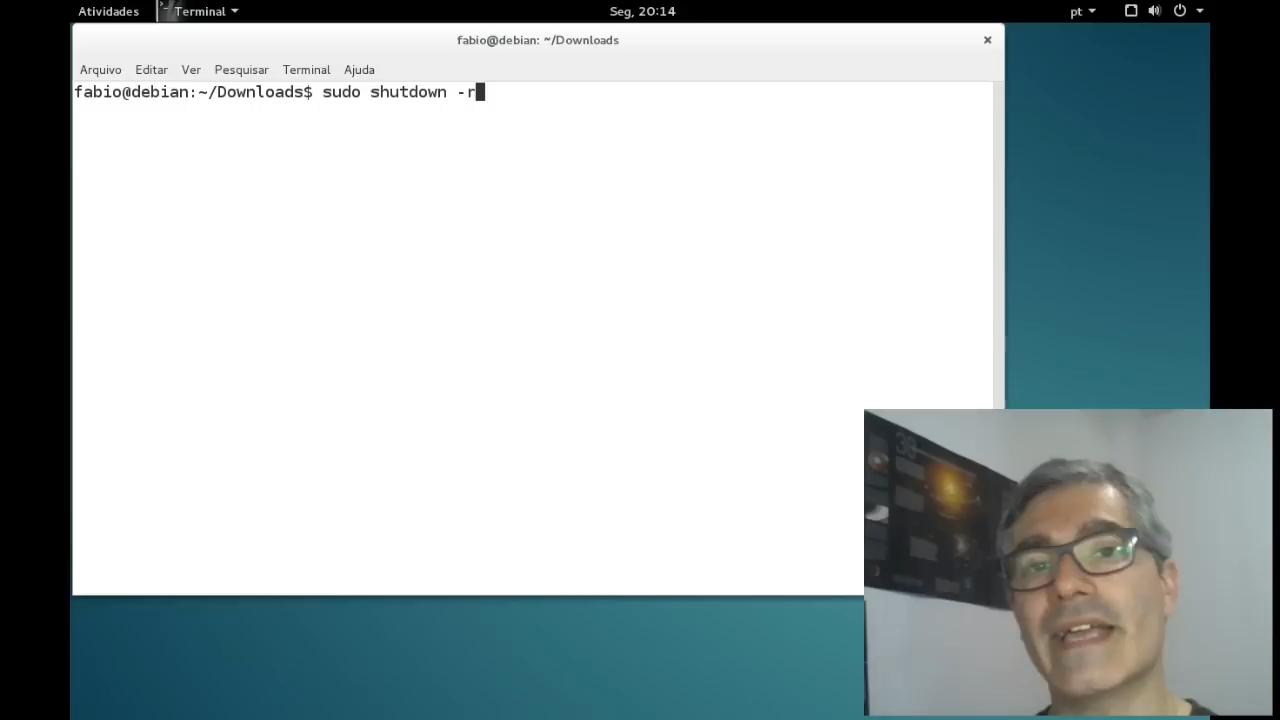 Atividades
Terminal
Seg, 20:14
pt
fabio@debian: ~/Downloads
Arquivo Editar Ver Pesquisar Terminal Ajuda
fabio@debian:~/Downloads$ sudo shutdown -r